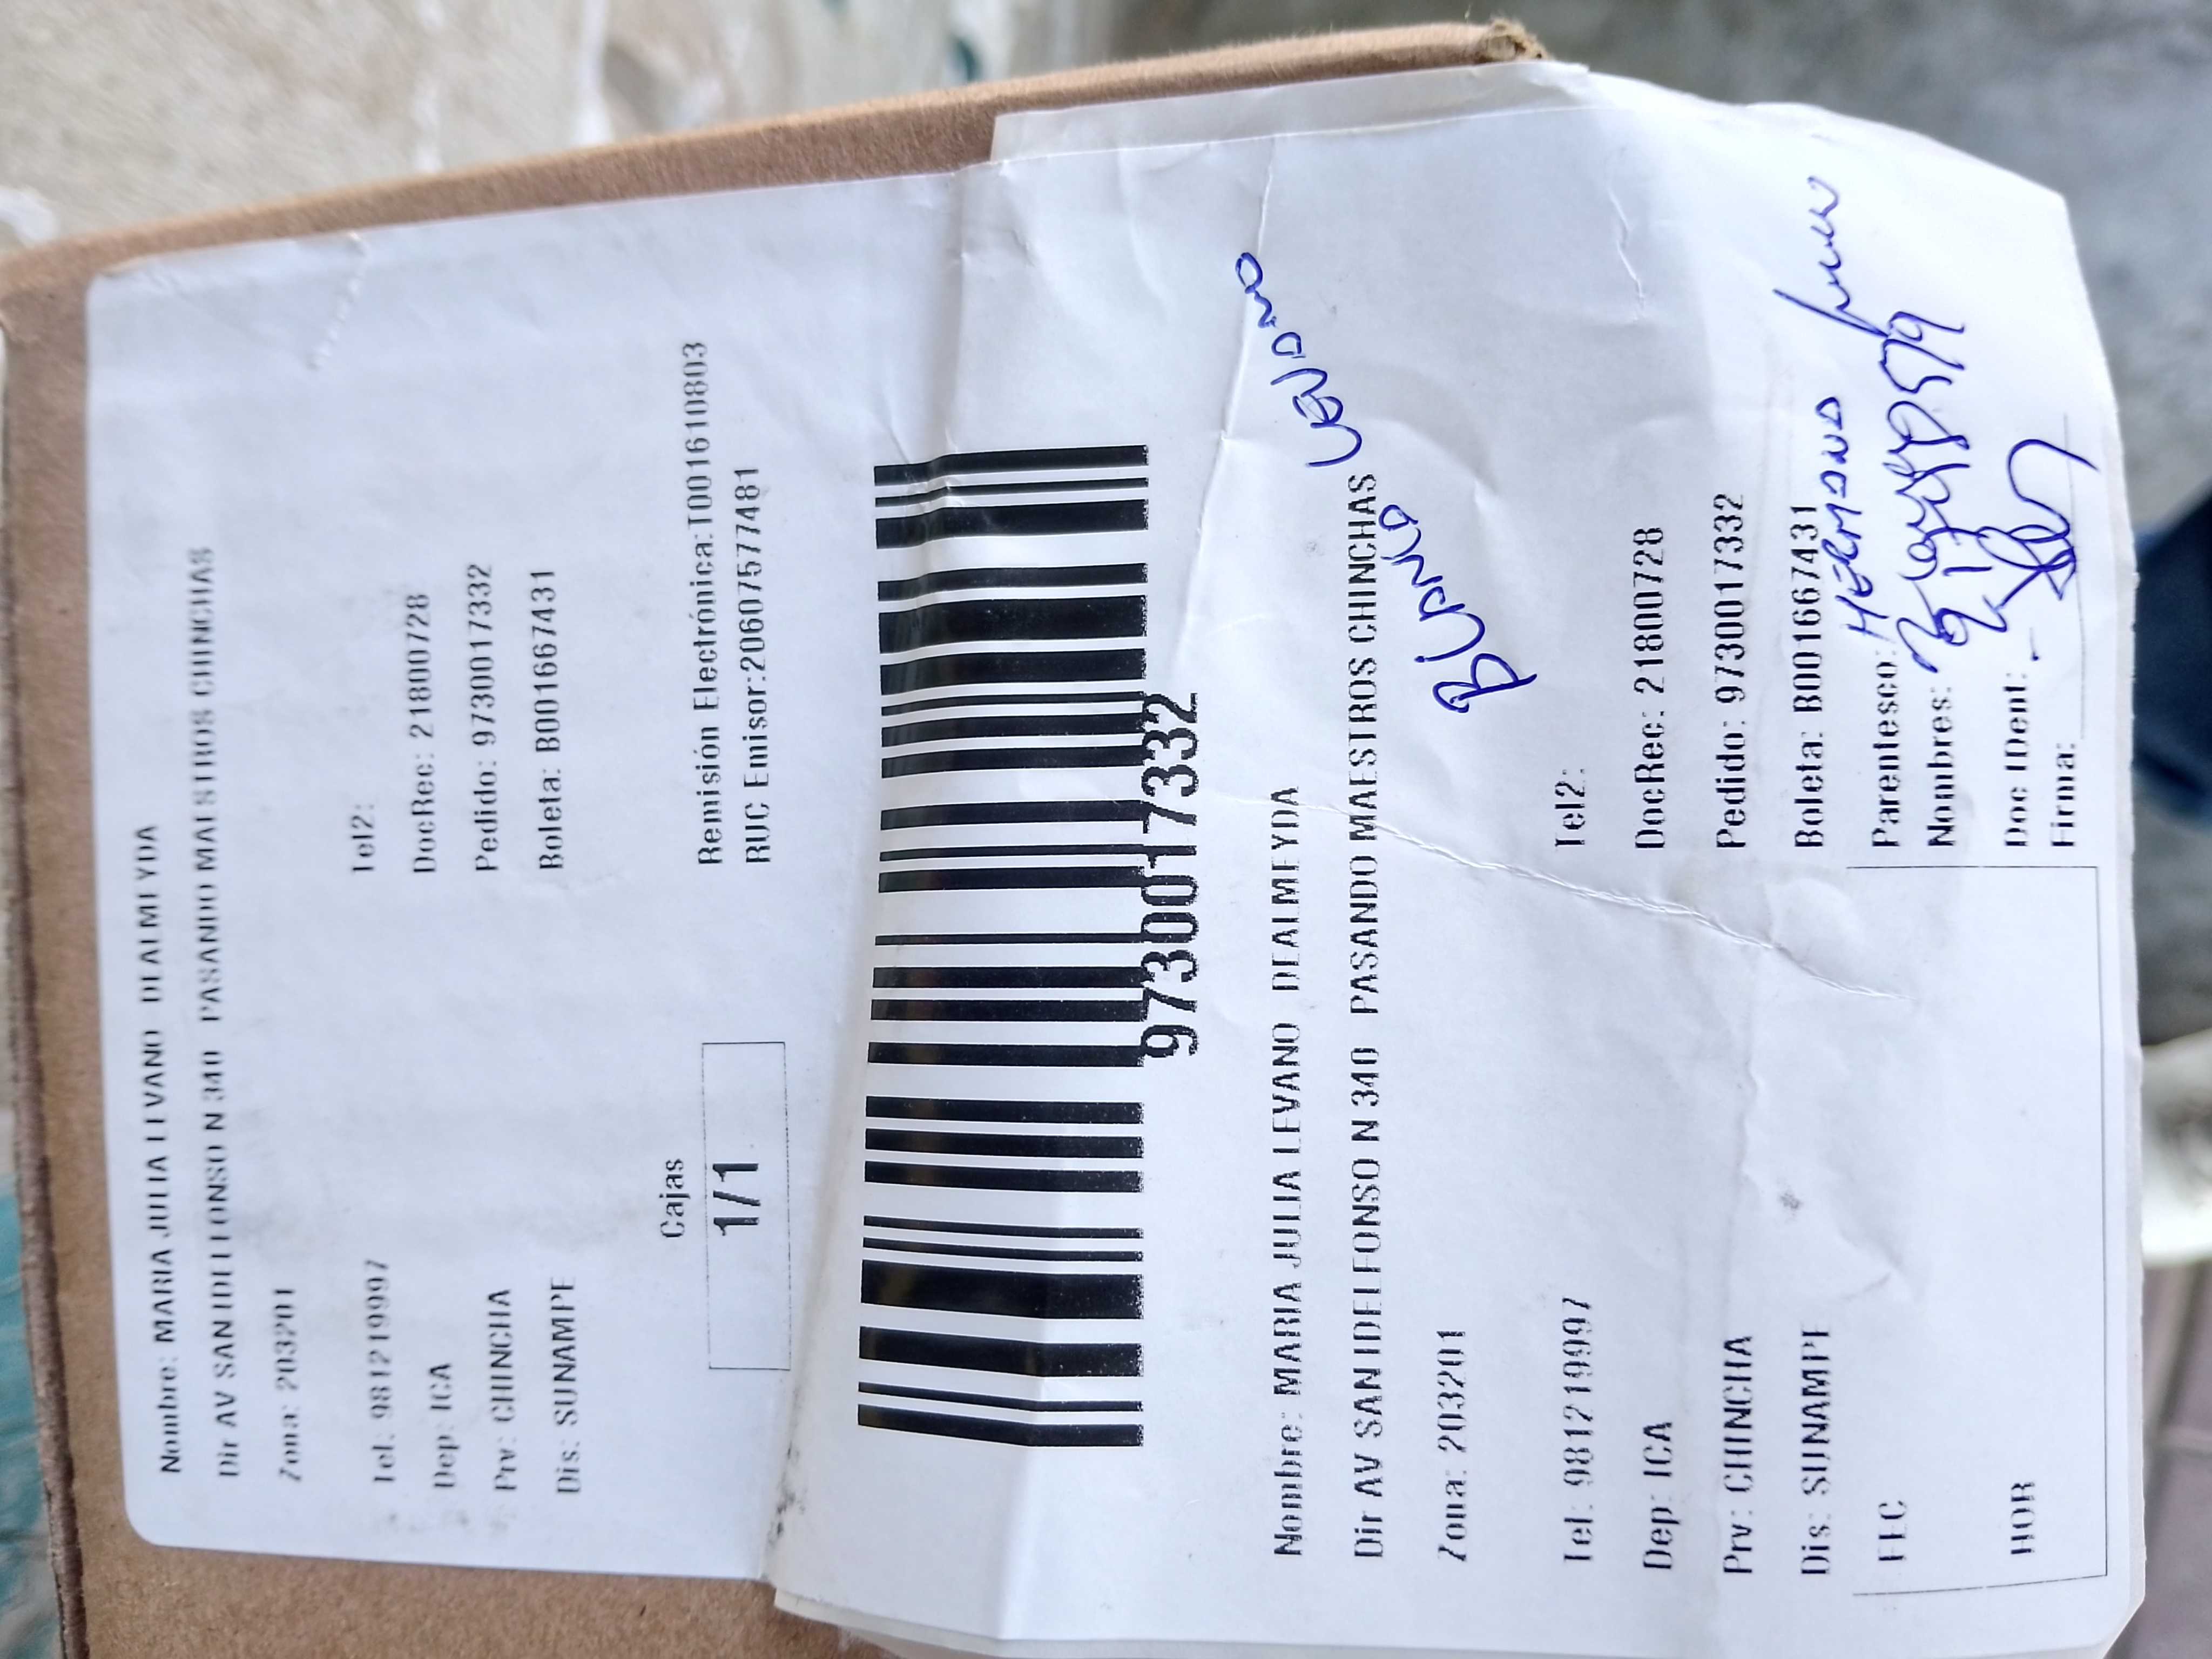 Nombre: MARIA JULIA LEVANO DEALMEYDA
Dir AV SAN IDELFONSO N 340 PASANDO MAESTROS CHINCHAS
Zona: 203201
Tel: 981219997 Tel2:
Dep: ICA DocRec: 21800728
Prv: CHINCHA Pedido: 9730017332
Dis: SUNAMPE Boleta: B001667431
Cajas Remisión Electrónica:T001610803
1/1 RUC Emisor:20607577481
9730017332
Nombre: MARIA JULIA LEVANO DEALMEYDA
Dir AV SAN IDELFONSO N 340 PASANDO MAESTROS CHINCHAS
BLANCO
Zona: 203201
Tel: 981219997 Tel2:
Dep: ICA DocRec: 21800728
Prv: CHINCHA Pedido: 9730017332
Dis: SUNAMPE Boleta: B001667431
FEC Parentesco: HERMANO
Nombres:
HOR Doc IDent:
Firma: